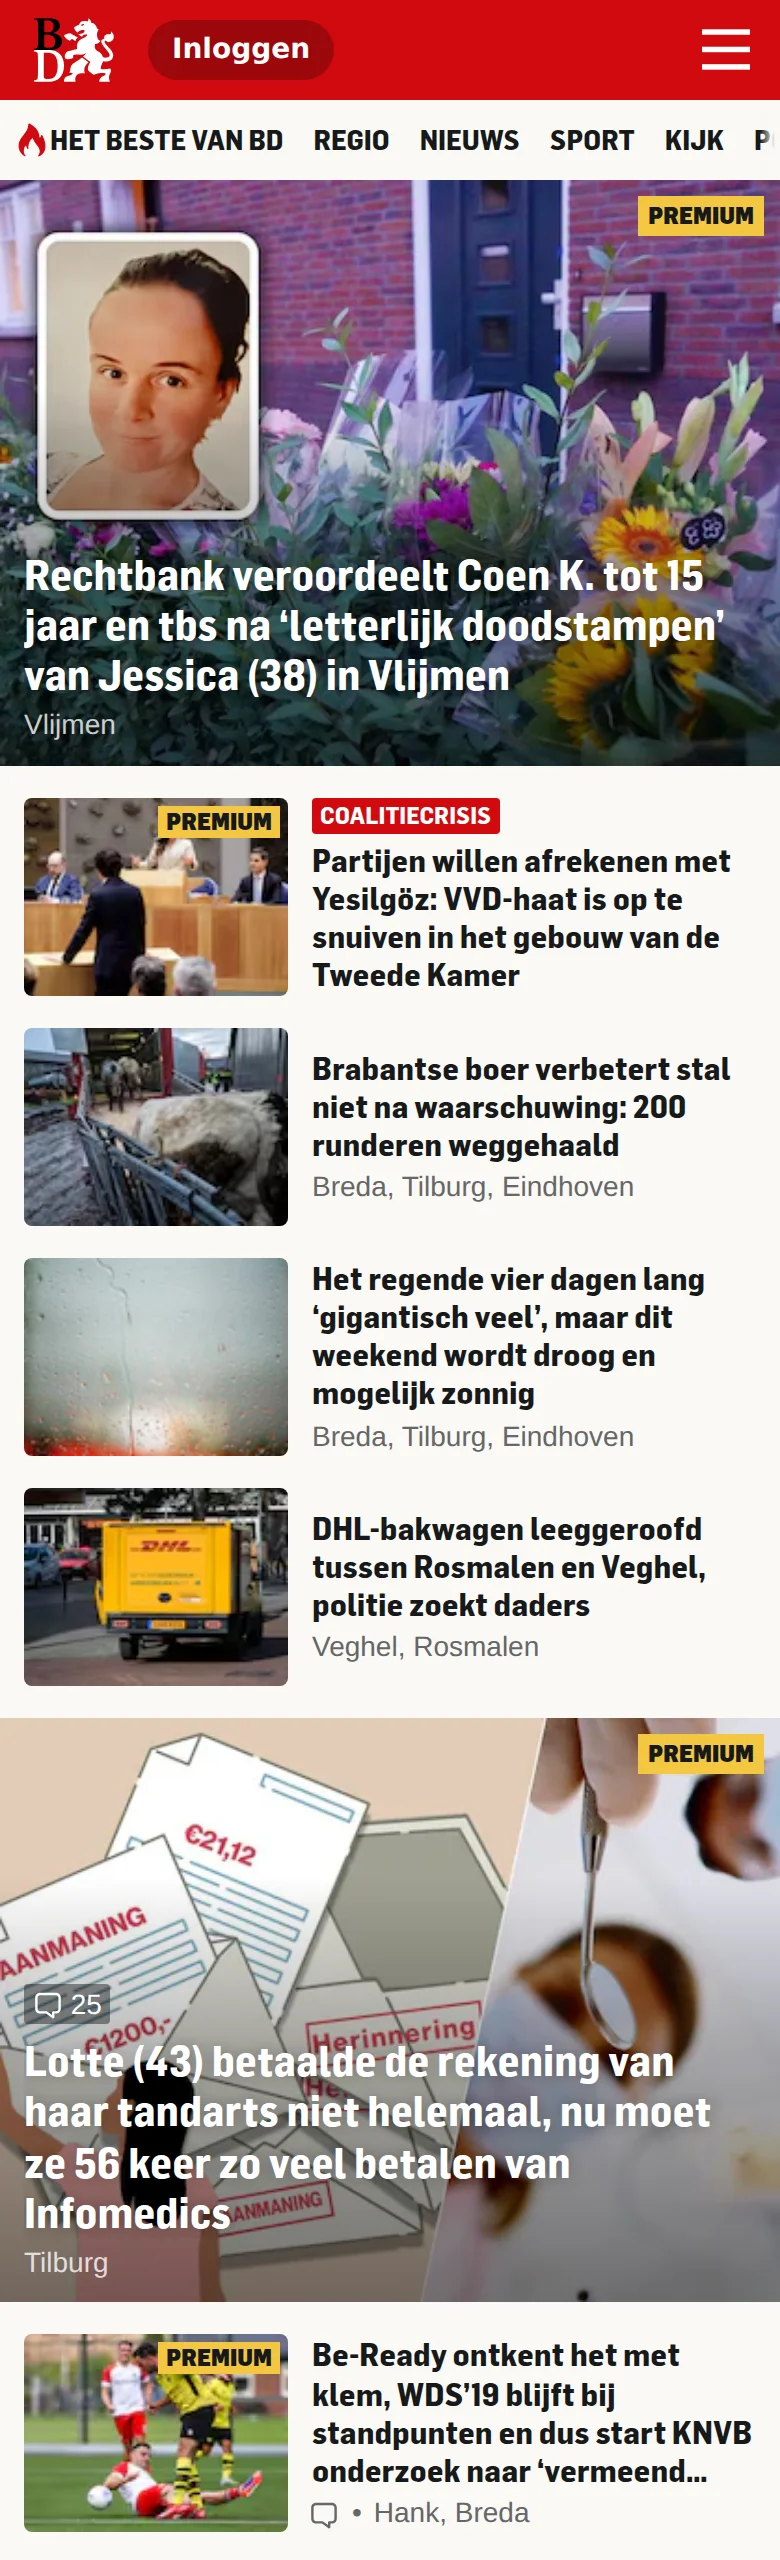 BD
Inloggen
HET BESTE VAN BD REGIO NIEUWS SPORT KIJK
PREMIUM
Rechtbank veroordeelt Coen K. tot 15
jaar en tbs na ‘letterlijk doodstampen’
van Jessica (38) in Vlijmen
Vlijmen
PREMIUM
COALITIECRISIS
Partijen willen afrekenen met
Yesilgöz: VVD-haat is op te
snuiven in het gebouw van de
Tweede Kamer
Brabantse boer verbetert stal
niet na waarschuwing: 200
runderen weggehaald
Breda, Tilburg, Eindhoven
Het regende vier dagen lang
‘gigantisch veel’, maar dit
weekend wordt droog en
mogelijk zonnig
Breda, Tilburg, Eindhoven
DHL
DHL-bakwagen leeggeroofd
tussen Rosmalen en Veghel,
politie zoekt daders
Veghel, Rosmalen
PREMIUM
€21,12
AANMANING
€1200,-
Herinnering
25
Lotte (43) betaalde de rekening van
haar tandarts niet helemaal, nu moet
ze 56 keer zo veel betalen van
Infomedics
AANMANING
Tilburg
PREMIUM
Be-Ready ontkent het met
klem, WDS’19 blijft bij
standpunten en dus start KNVB
onderzoek naar ‘vermeend...
• Hank, Breda